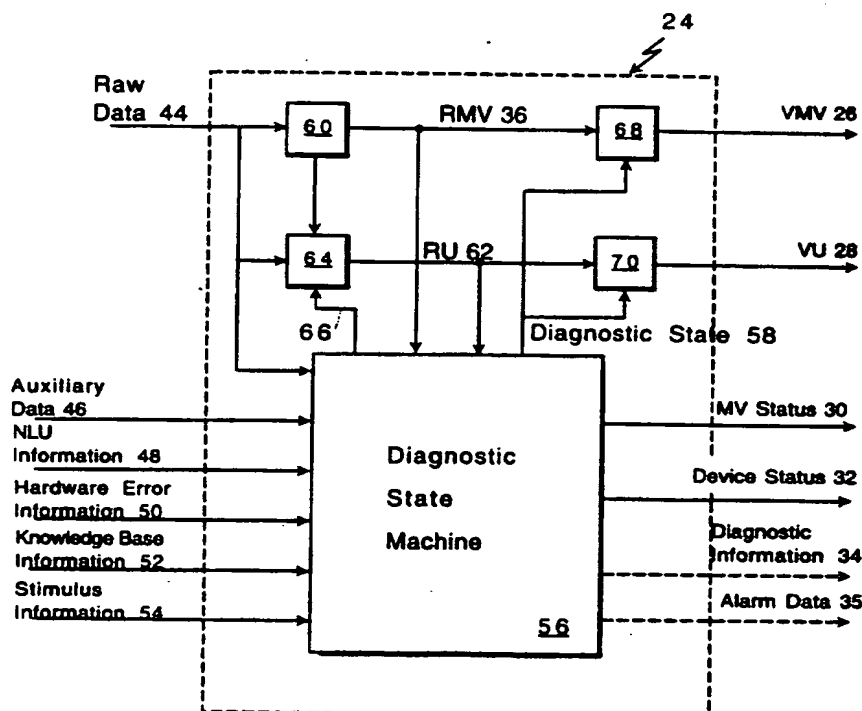 24
Raw
Data 44
60
RMV 36
68
VMV 26
64
RU 62
70
VU 28
66
Diagnostic State 58
Auxiliary
Data 46
NLU
Information 48
Hardware Error
Information 50
Knowledge Base
Information 52
Stimulus
Information 54
Diagnostic
State
Machine
56
MV Status 30
Device Status 32
Diagnostic
Information 34
Alarm Data 35